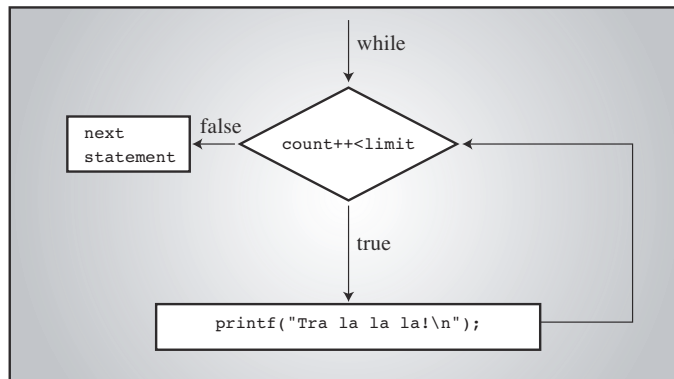 while
false
next
statement
count++<limit
true
printf("Tra la la la!\n");